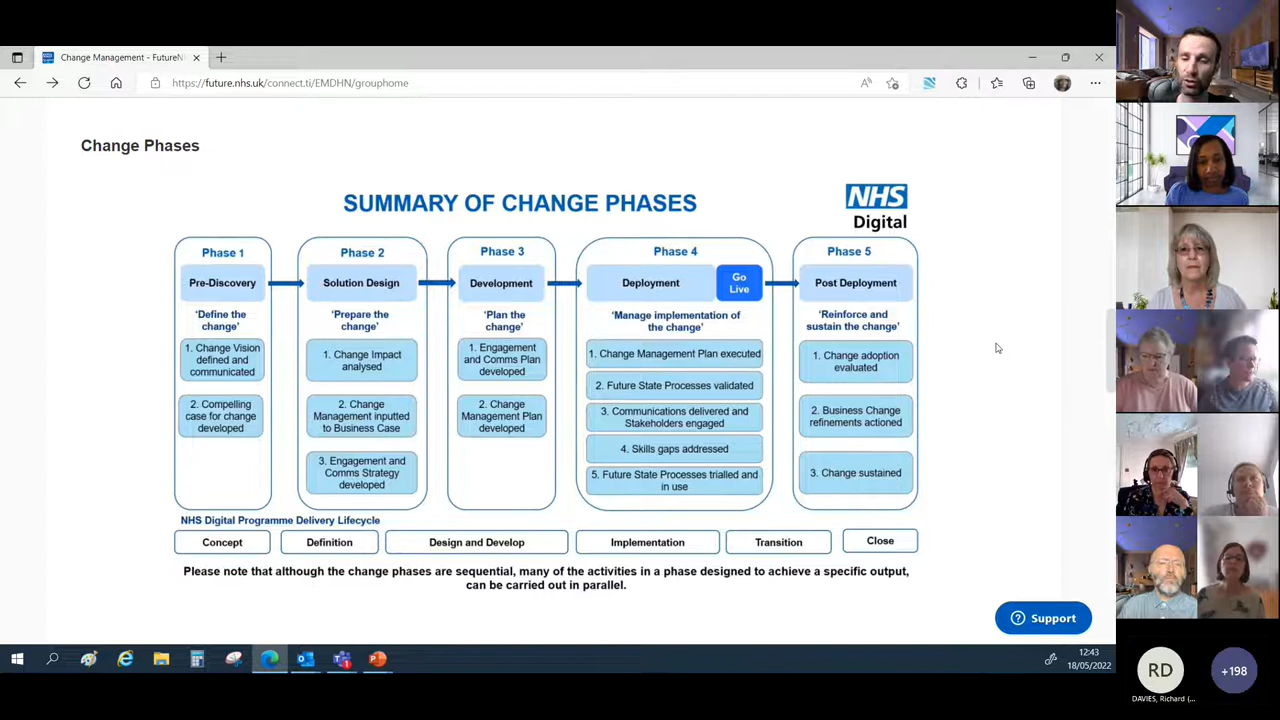 Change Management - FutureN
https://future.nhs.uk/connect.ti/EMDHN/grouphome
Change Phases
SUMMARY OF CHANGE PHASES
NHS
Digital
Phase 1
Pre-Discovery
'Define the
change'
1. Change Vision
defined and
communicated
2. Compelling
case for change
developed
Phase 2
Solution Design
'Prepare the
change'
1. Change Impact
analysed
2. Change
Management inputted
to Business Case
3. Engagement and
Comms Strategy
developed
Phase 3
Development
'Plan the
change'
1. Engagement
and Comms Plan
developed
2. Change
Management Plan
developed
Phase 4
Deployment
Go
Live
'Manage implementation of
the change'
1. Change Management Plan executed
2. Future State Processes validated
3. Communications delivered and
Stakeholders engaged
4. Skills gaps addressed
5. Future State Processes trialled and
in use
Phase 5
Post Deployment
'Reinforce and
sustain the change'
1. Change adoption
evaluated
2. Business Change
refinements actioned
3. Change sustained
NHS Digital Programme Delivery Lifecycle
Concept
Definition
Design and Develop
Implementation
Transition
Close
Please note that although the change phases are sequential, many of the activities in a phase designed to achieve a specific output,
can be carried out in parallel.
Support
12:43
18/05/2022
RD
DAVIES, Richard (...
+198